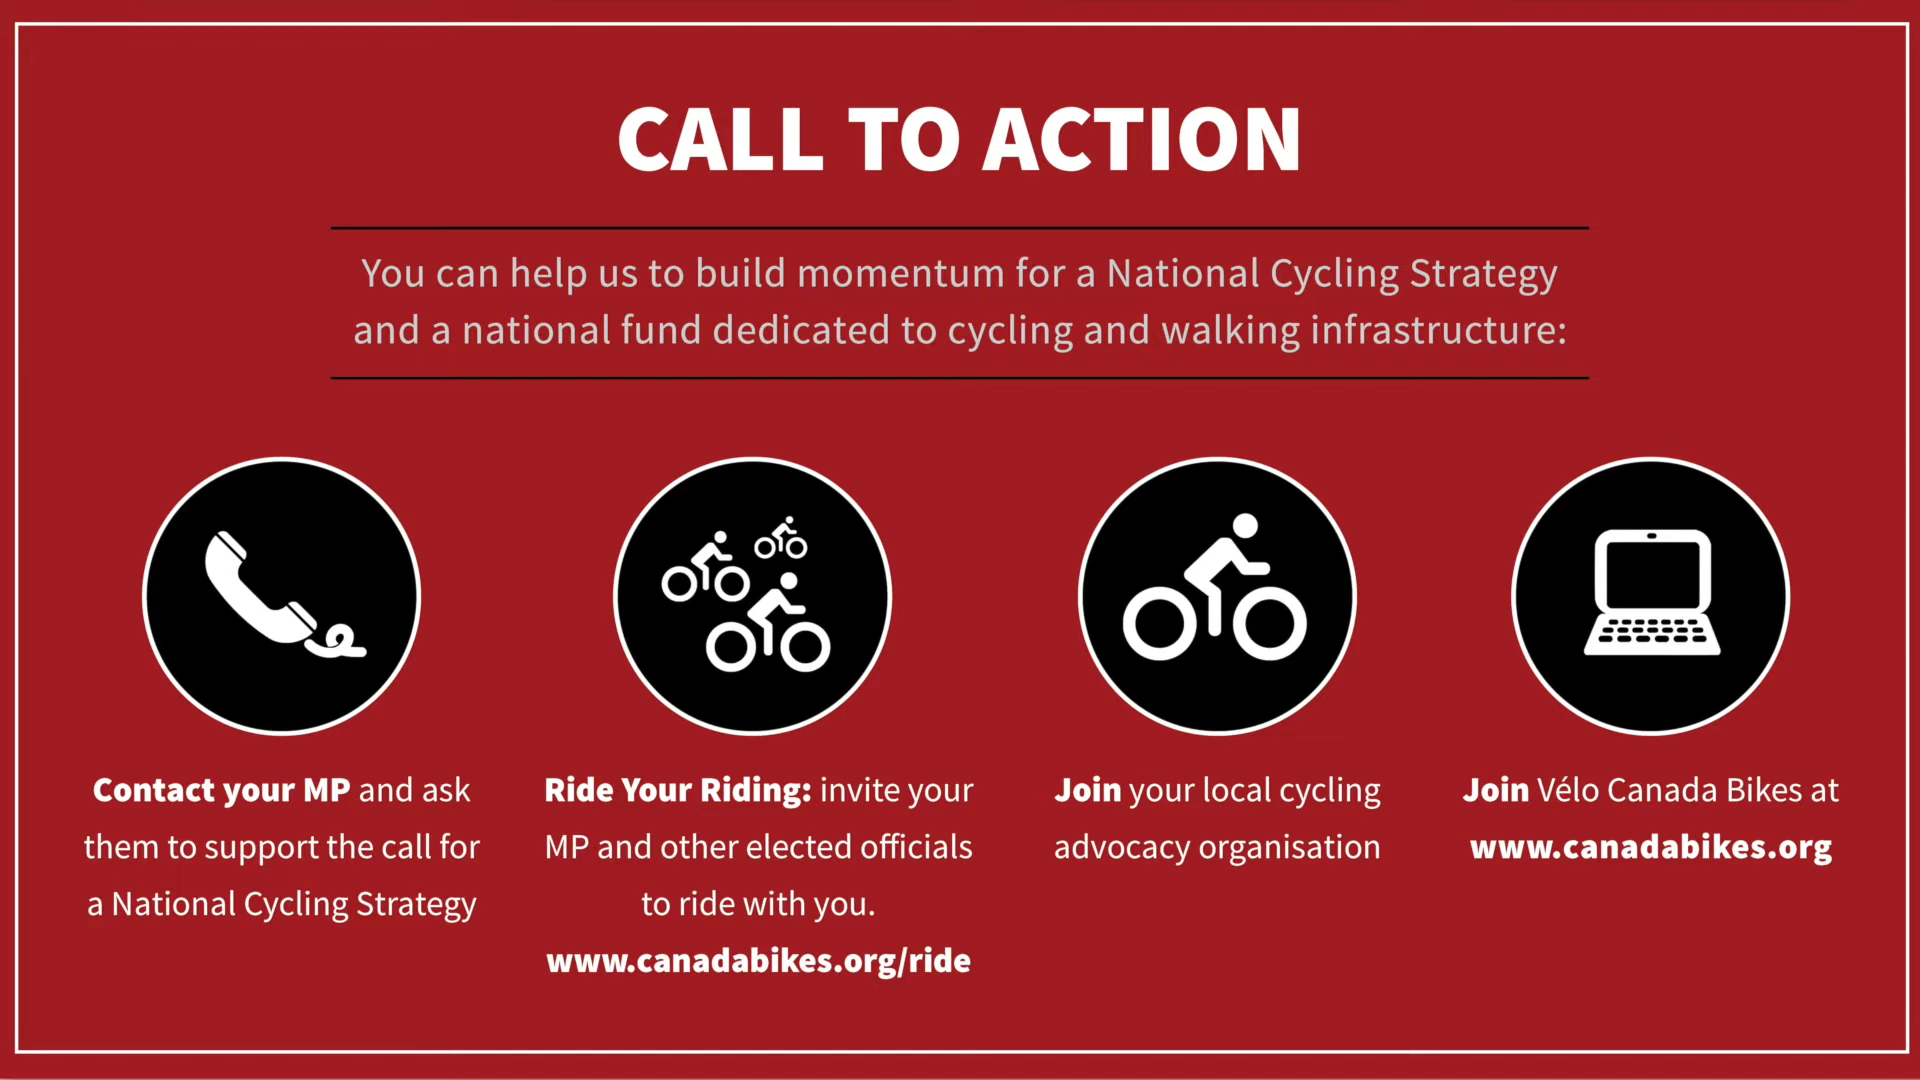 CALL TO ACTION
You can help us to build momentum for a National Cycling Strategy
and a national fund dedicated to cycling and walking infrastructure:
Contact your MP and ask
them to support the call for
a National Cycling Strategy
Ride Your Riding: invite your
MP and other elected officials
to ride with you.
www.canadabikes.org/ride
Join your local cycling
advocacy organisation
Join Vélo Canada Bikes at
www.canadabikes.org